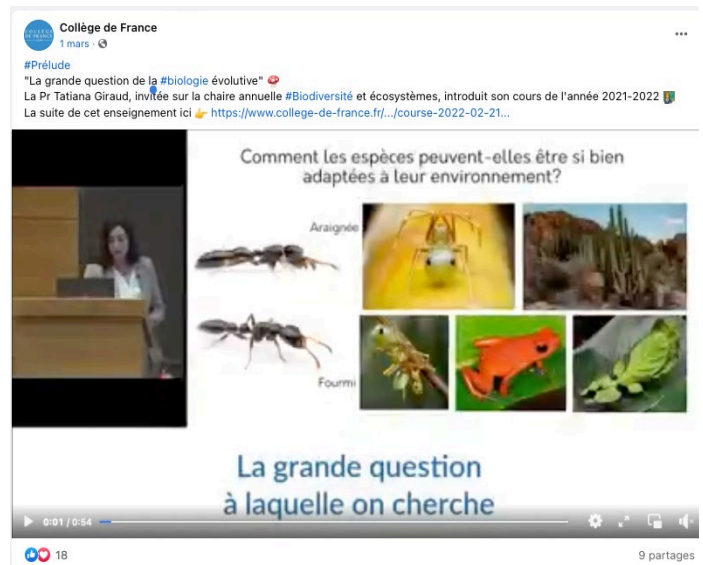 Collège de France
1 mars
#Prélude
"La grande question de la #biologie évolutive"
La Pr Tatiana Giraud, invitée sur la chaire annuelle #Biodiversité et écosystèmes, introduit son cours de l'année 2021-2022
La suite de cet enseignement ici 👉 https://www.college-de-france.fr/.../course-2022-02-21...
Comment les espèces peuvent-elles être si bien
adaptées à leur environnement?
Araignée
Fourmi
La grande question
à laquelle on cherche
0:01 / 0:54
18
9 partages